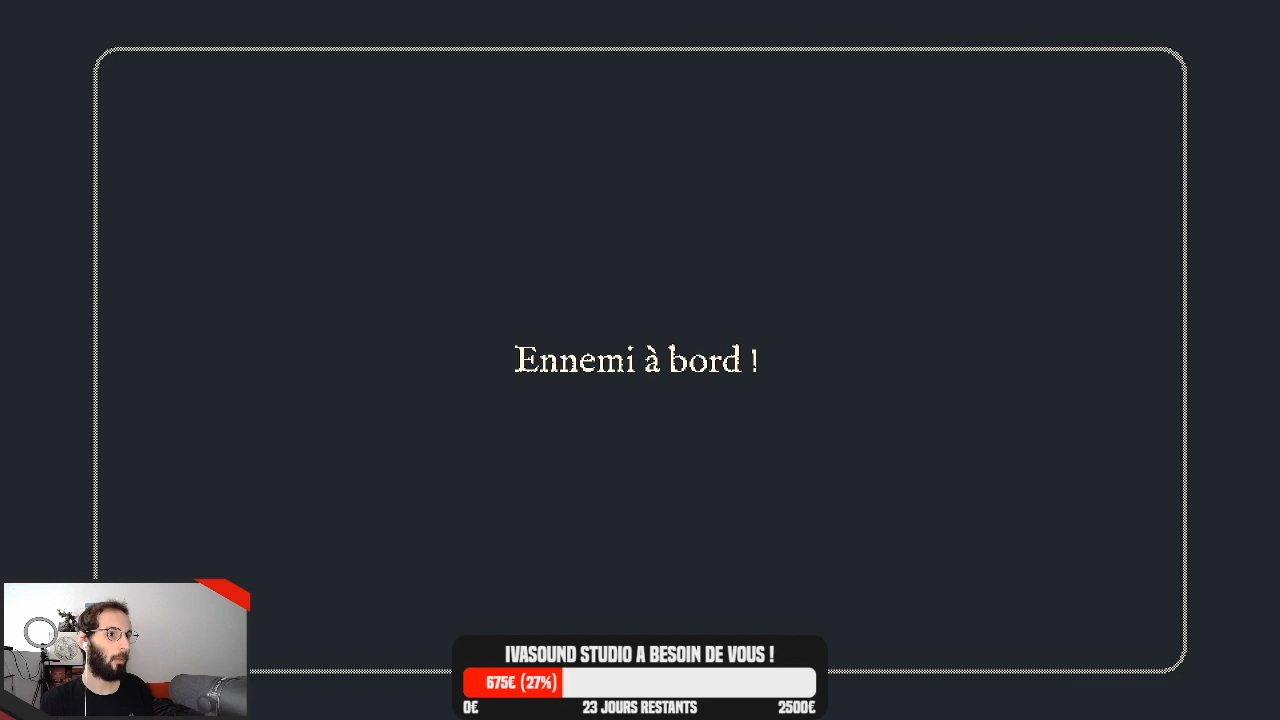 Ennemi à bord !
IVASOUND STUDIO A BESOIN DE VOUS !
675€ (27%)
0€ 23 JOURS RESTANTS 2500€